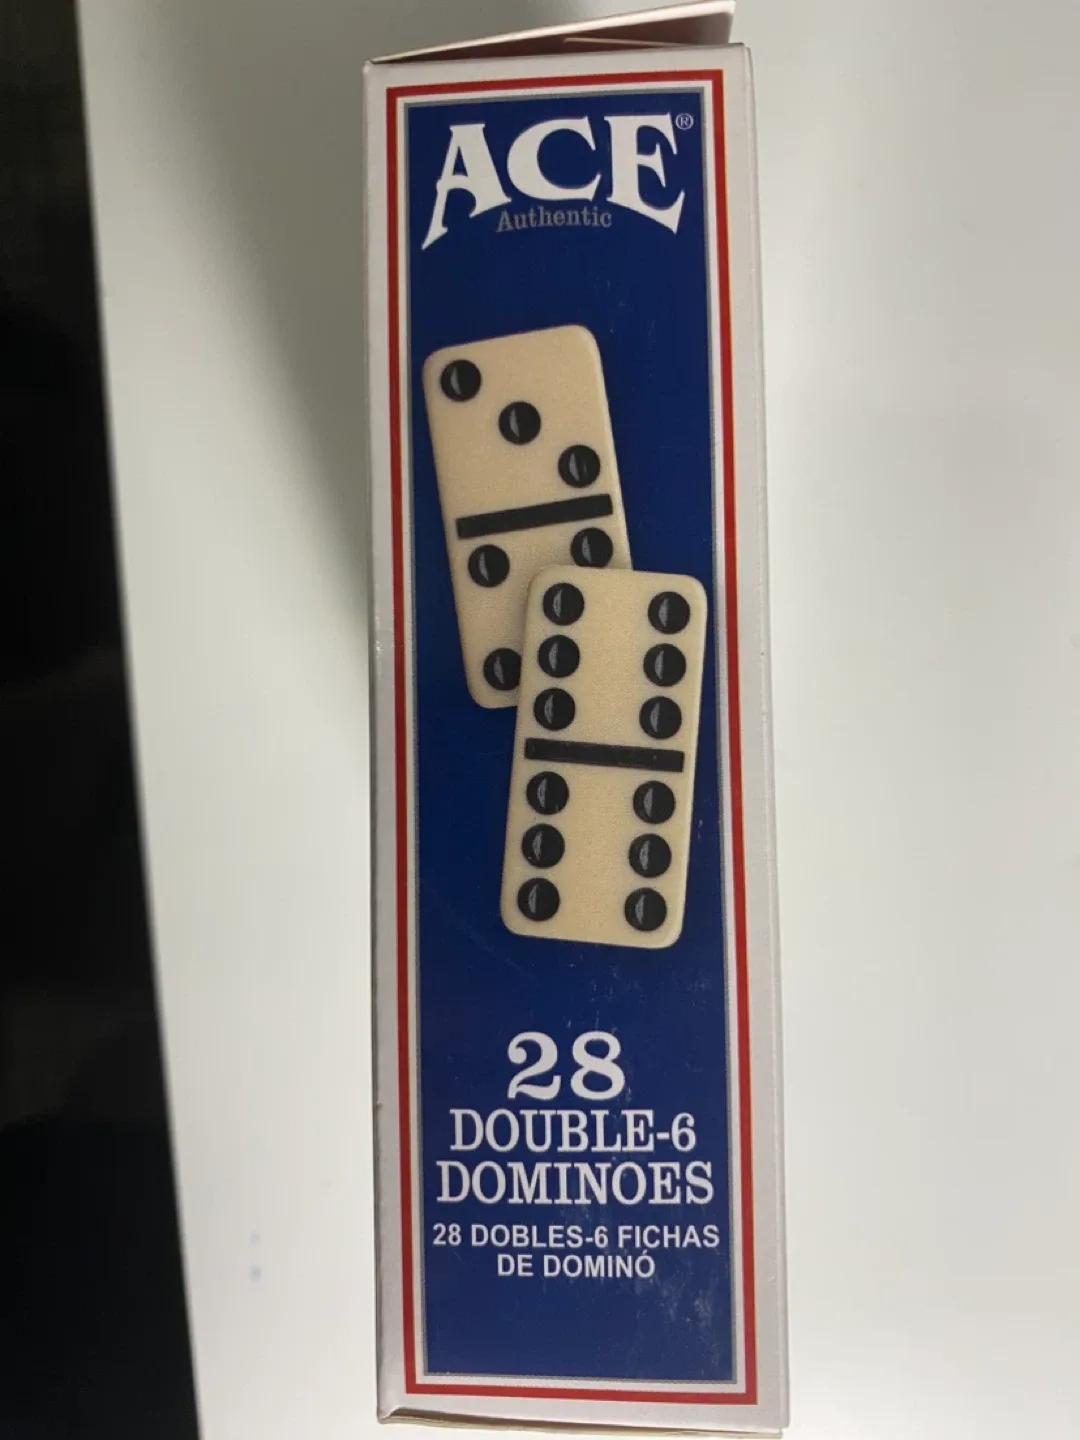 ACE®
Authentic
28
DOUBLE-6
DOMINOES
28 DOBLES-6 FICHAS
DE DOMINÓ